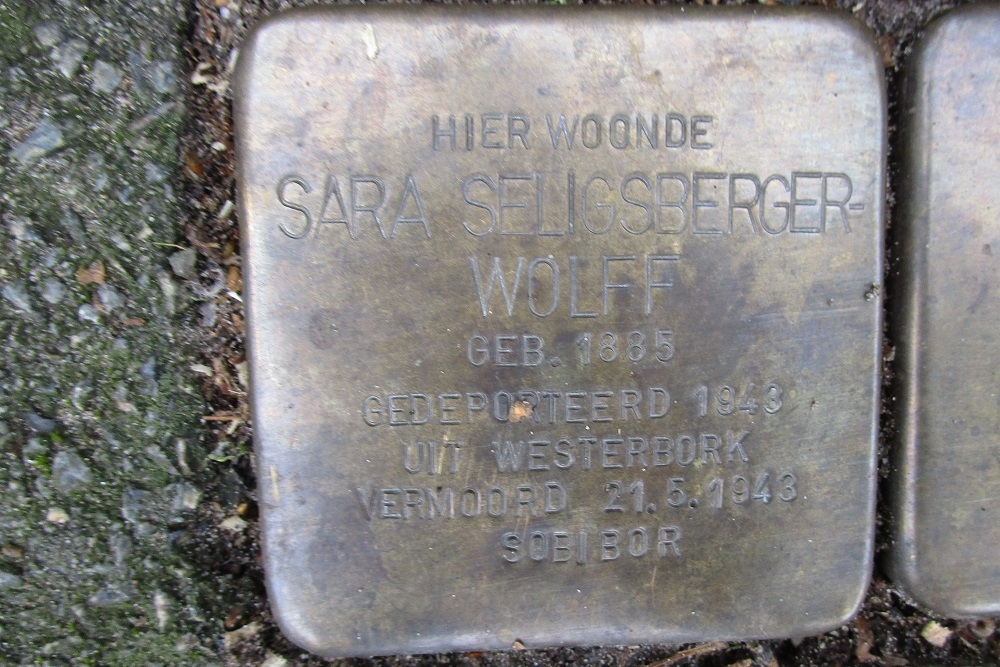 HIER WOONDE
SARA SELIGSBERGER-
WOLFF
GEB. 1885
GEDEPORTEERD 1943
UIT WESTERBORK
VERMOORD 21.5.1943
SOBIBOR